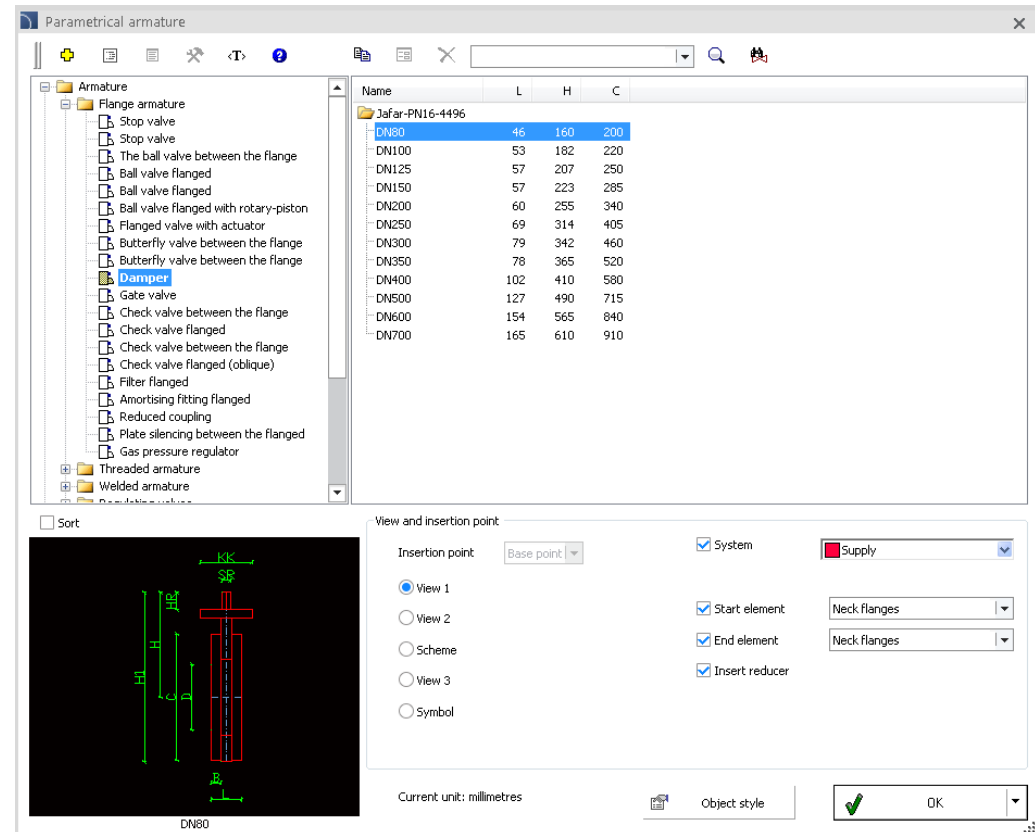 Parametrical armature
<T>
Armature
Flange armature
Stop valve
Stop valve
The ball valve between the flange
Ball valve flanged
Ball valve flanged
Ball valve flanged with rotary-piston
Flanged valve with actuator
Butterfly valve between the flange
Butterfly valve between the flange
Damper
Gate valve
Check valve between the flange
Check valve flanged
Check valve between the flange
Check valve flanged (oblique)
Filter flanged
Amortising fitting flanged
Reduced coupling
Plate silencing between the flanged
Gas pressure regulator
Threaded armature
Welded armature
Regulating valves
Name L H C
Jafar-PN16-4496
DN80 46 160 200
DN100 53 182 220
DN125 57 207 250
DN150 57 223 285
DN200 60 255 340
DN250 69 314 405
DN300 79 342 460
DN350 78 365 520
DN400 102 410 580
DN500 127 490 715
DN600 154 565 840
DN700 165 610 910
Sort
KK
SR
HR
H
H1
C
D
B
L
DN80
View and insertion point
Insertion point Base point
View 1
View 2
Scheme
View 3
Symbol
System Supply
Start element Neck flanges
End element Neck flanges
Insert reducer
Current unit: millimetres
Object style
OK